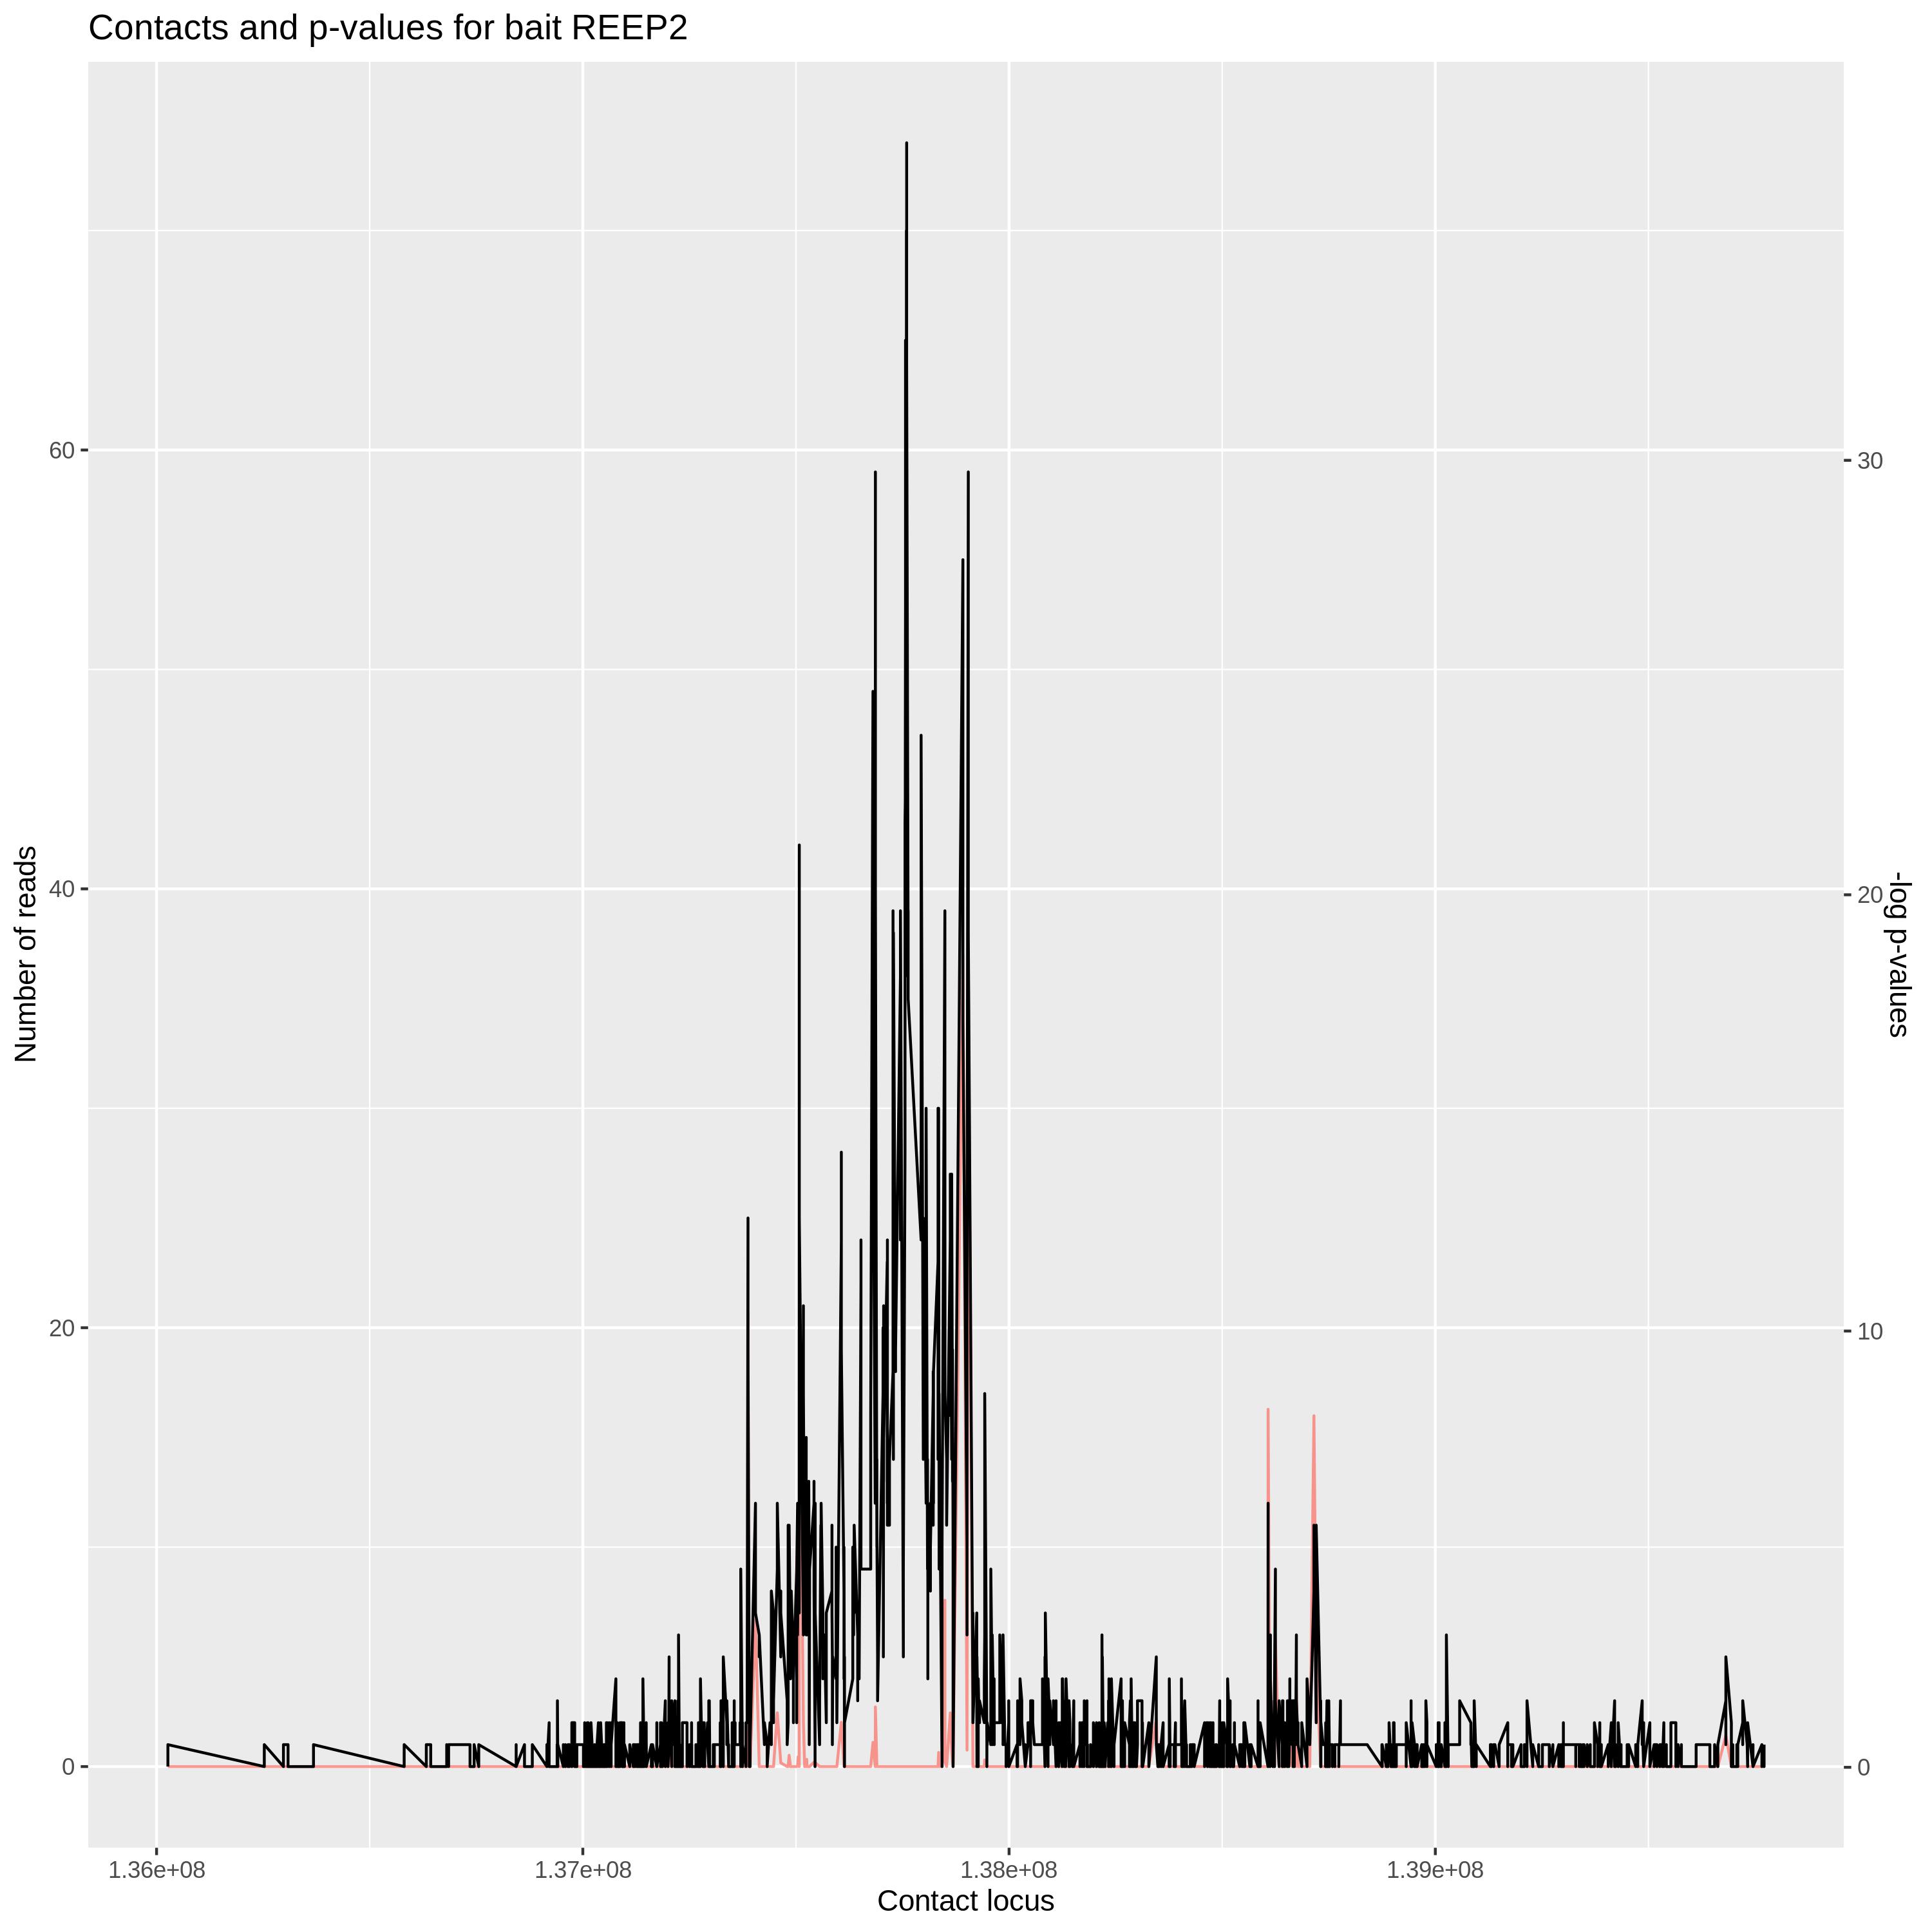 Contacts and p-values for bait REEP2
Number of reads
60
40
20
0
30
20
10
0
-log p-values
1.36e+08
1.37e+08
1.38e+08
1.39e+08
Contact locus